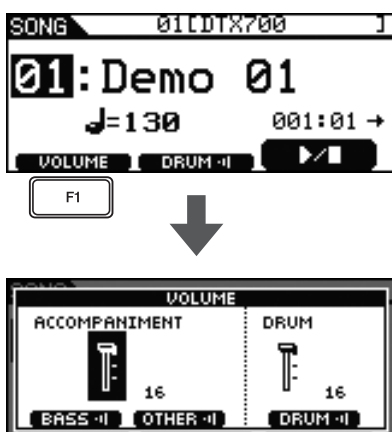 SONG 01[DTX700 ]
01:Demo 01
♩=130 001:01→
VOLUME DRUM ▶/■
F1
VOLUME
ACCOMPANIMENT DRUM
16 16
BASS OTHER DRUM